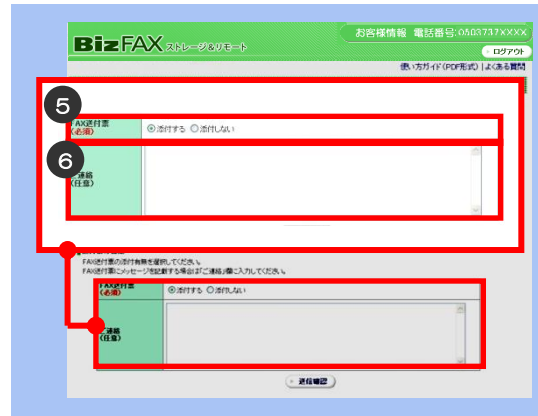 BizFAX ストレージ&リモート
お客様情報 電話番号:0503737XXXX
ログアウト
使い方ガイド(PDF形式) | よくある質問
5
FAX送付票
(必須)
添付する 添付しない
6
ご連絡
(任意)
FAX送付票の添付有無を選択してください。
FAX送付票にメッセージを記載する場合は「ご連絡」欄に入力してください。
FAX送付票
(必須)
添付する 添付しない
ご連絡
(任意)
送信確認